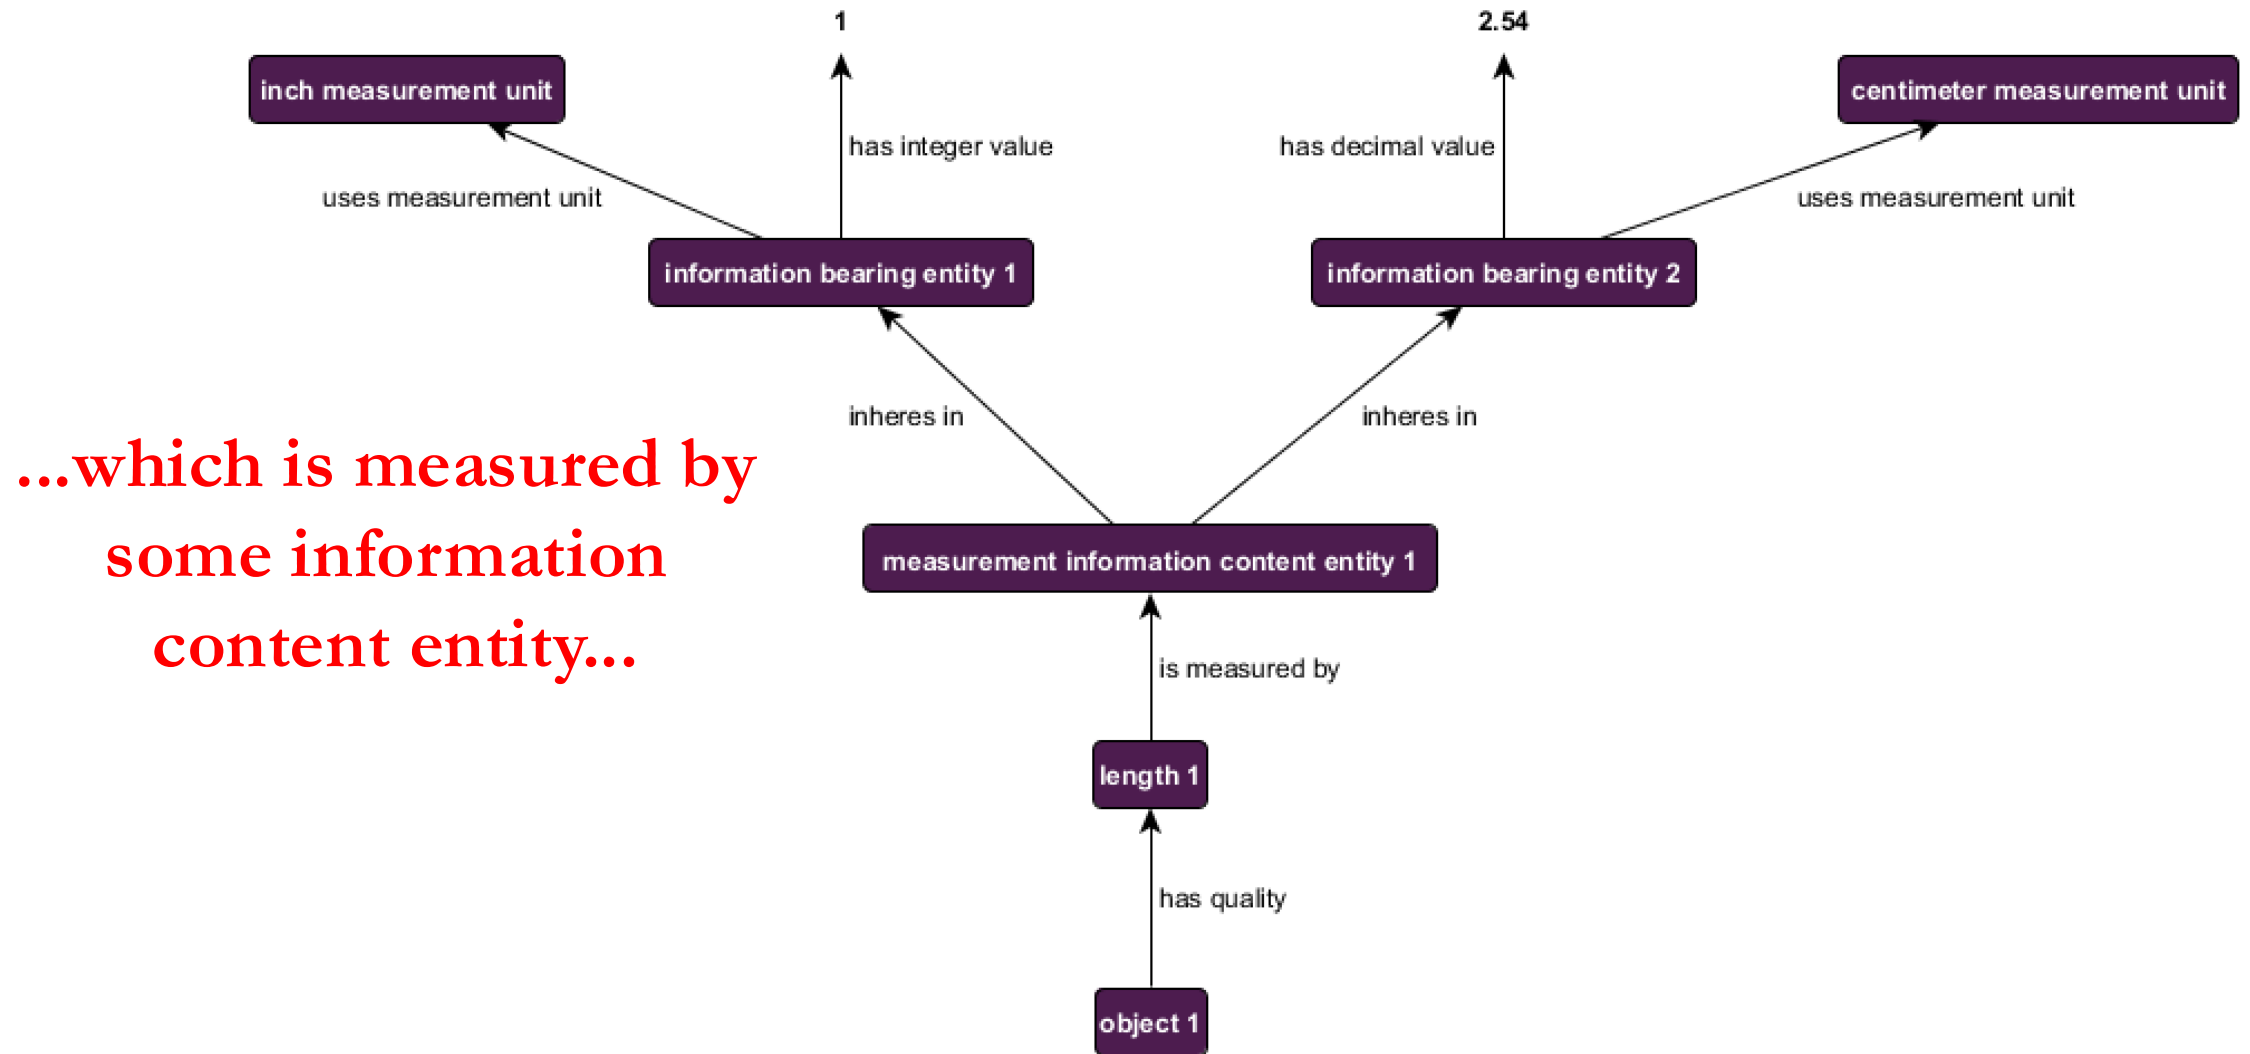 1
2.54
inch measurement unit
centimeter measurement unit
has integer value
has decimal value
uses measurement unit
uses measurement unit
information bearing entity 1
information bearing entity 2
inheres in
inheres in
...which is measured by
some information
content entity...
measurement information content entity 1
is measured by
length 1
has quality
object 1